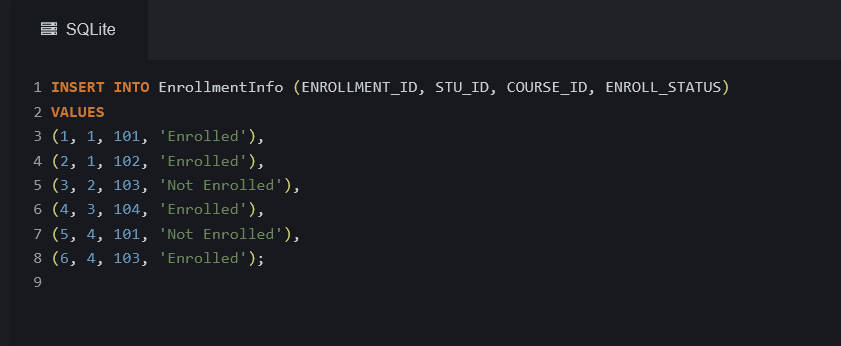 SQLite
1 INSERT INTO EnrollmentInfo (ENROLLMENT_ID, STU_ID, COURSE_ID, ENROLL_STATUS)
2 VALUES
3 (1, 1, 101, 'Enrolled'),
4 (2, 1, 102, 'Enrolled'),
5 (3, 2, 103, 'Not Enrolled'),
6 (4, 3, 104, 'Enrolled'),
7 (5, 4, 101, 'Not Enrolled'),
8 (6, 4, 103, 'Enrolled');
9